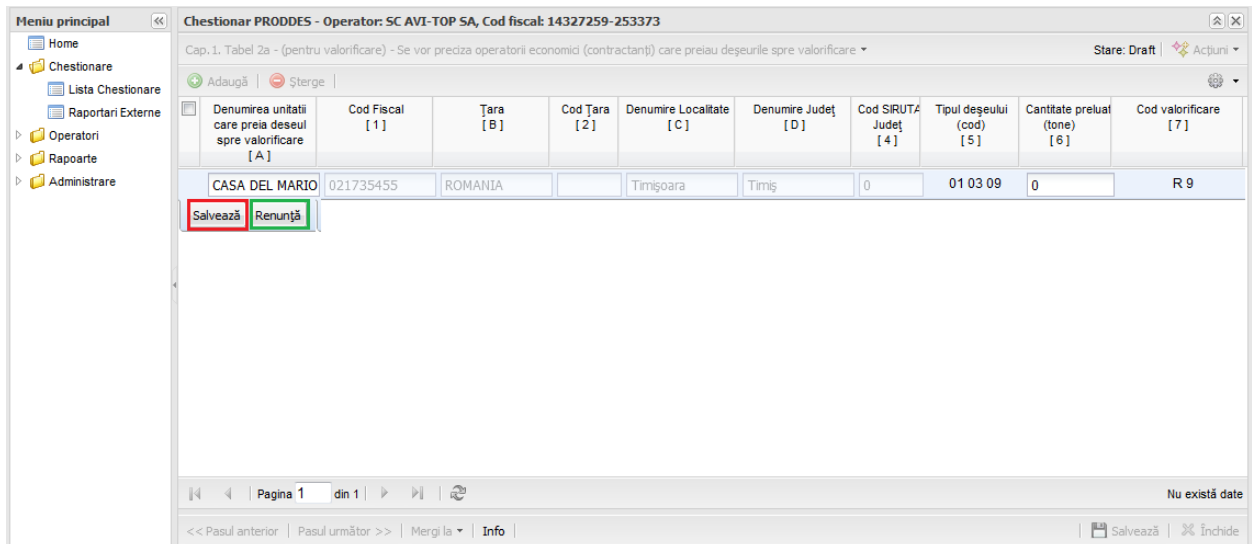 Meniu principal
Home
Chestionare
Lista Chestionare
Raportari Externe
Operatori
Rapoarte
Administrare
Chestionar PRODDES - Operator: SC AVI-TOP SA, Cod fiscal: 14327259-253373
Cap.1. Tabel 2a - (pentru valorificare) - Se vor preciza operatorii economici (contractanți) care preiau deșeurile spre valorificare
Stare: Draft Acțiuni
Adaugă Șterge
Denumirea unitatii care preia deseul spre valorificare [ A ]
Cod Fiscal [ 1 ]
Țara [ B ]
Cod Țara [ 2 ]
Denumire Localitate [ C ]
Denumire Județ [ D ]
Cod SIRUTA Județ [ 4 ]
Tipul deșeului (cod) [ 5 ]
Cantitate preluat (tone) [ 6 ]
Cod valorificare [ 7 ]
CASA DEL MARIO 021735455 ROMANIA Timișoara Timiș 0 01 03 09 0 R 9
Salvează Renunță
Pagina 1 din 1 Nu există date
<< Pasul anterior Pasul următor >> Mergi la Info Salvează Închide